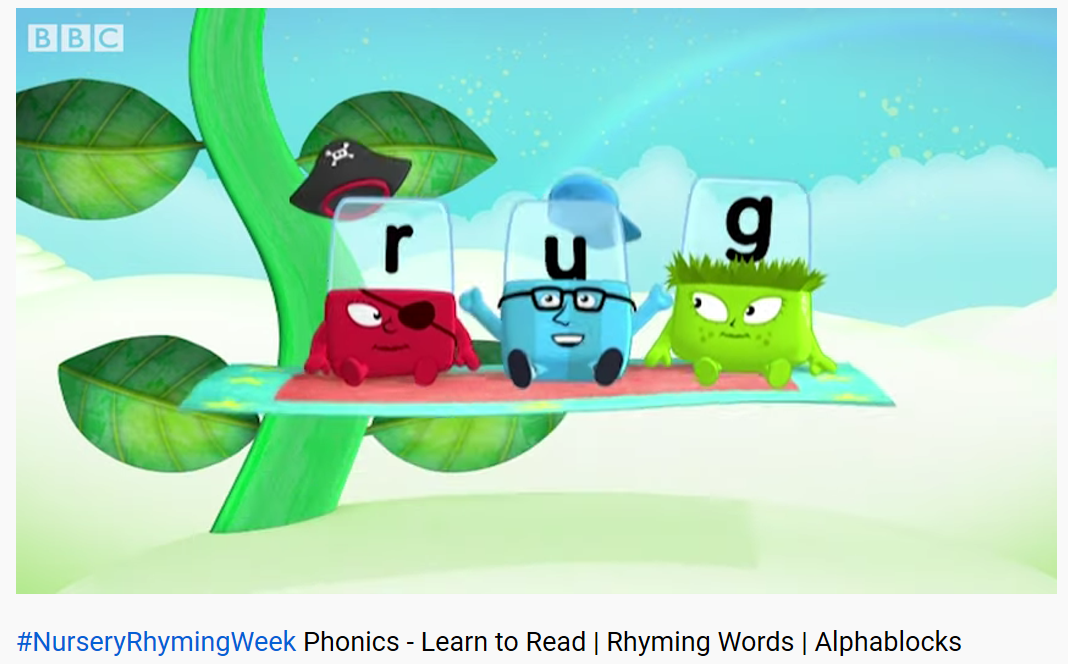 BBC
r u g
#NurseryRhymingWeek Phonics - Learn to Read | Rhyming Words | Alphablocks